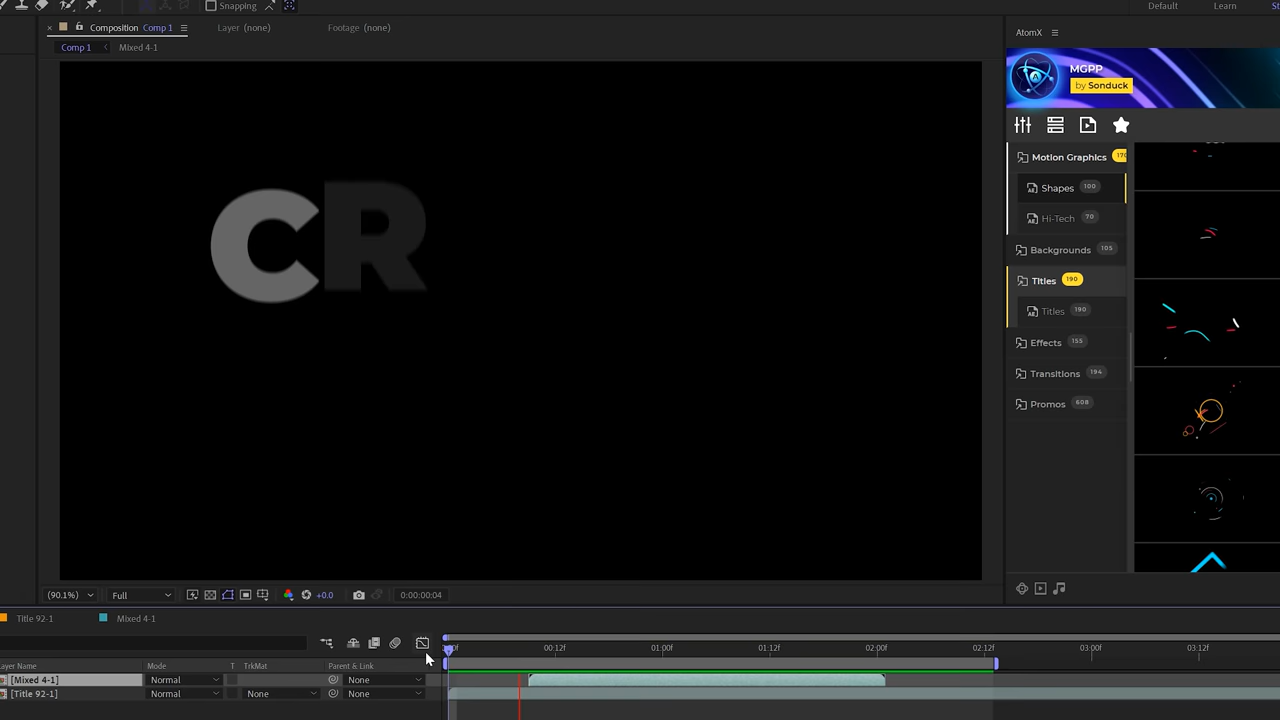 Snapping
Default
Learn
Composition Comp 1
Layer (none)
Footage (none)
AtomX
Comp 1
Mixed 4-1
MGPP
by Sonduck
Motion Graphics
Shapes 100
Hi-Tech 70
Backgrounds 105
Titles 190
Titles 190
Effects 155
Transitions 194
Promos 608
CR
(90.1%)
Full
+0.0
0:00:00:04
Title 92-1
Mixed 4-1
00:12f
01:00f
01:12f
02:00f
02:12f
03:00f
03:12f
Mode
T
TrkMat
Parent & Link
[Mixed 4-1]
Normal
None
[Title 92-1]
Normal
None
None